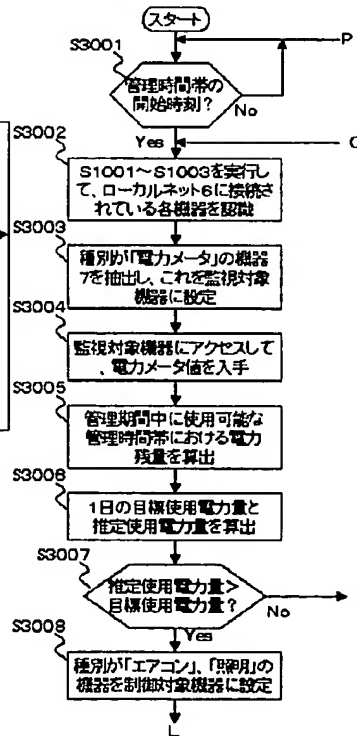 スタート
P
S3001
管理時間帯の
開始時刻?
No
Yes
S3002
S1001~S1003を実行し
て、ローカルネット6に接続
されている各機器を認識
S3003
種別が「電力メータ」の機器
7を抽出し、これを監視対象
機器に設定
S3004
監視対象機器にアクセスして
、電力メータ値を入手
S3005
管理期間中に使用可能な
管理時間帯における電力
残量を算出
S3006
1日の目標使用電力量と
推定使用電力量を算出
S3007
推定使用電力量>
目標使用電力量?
No
Yes
S3008
種別が「エアコン」、「照明」の
機器を制御対象機器に設定